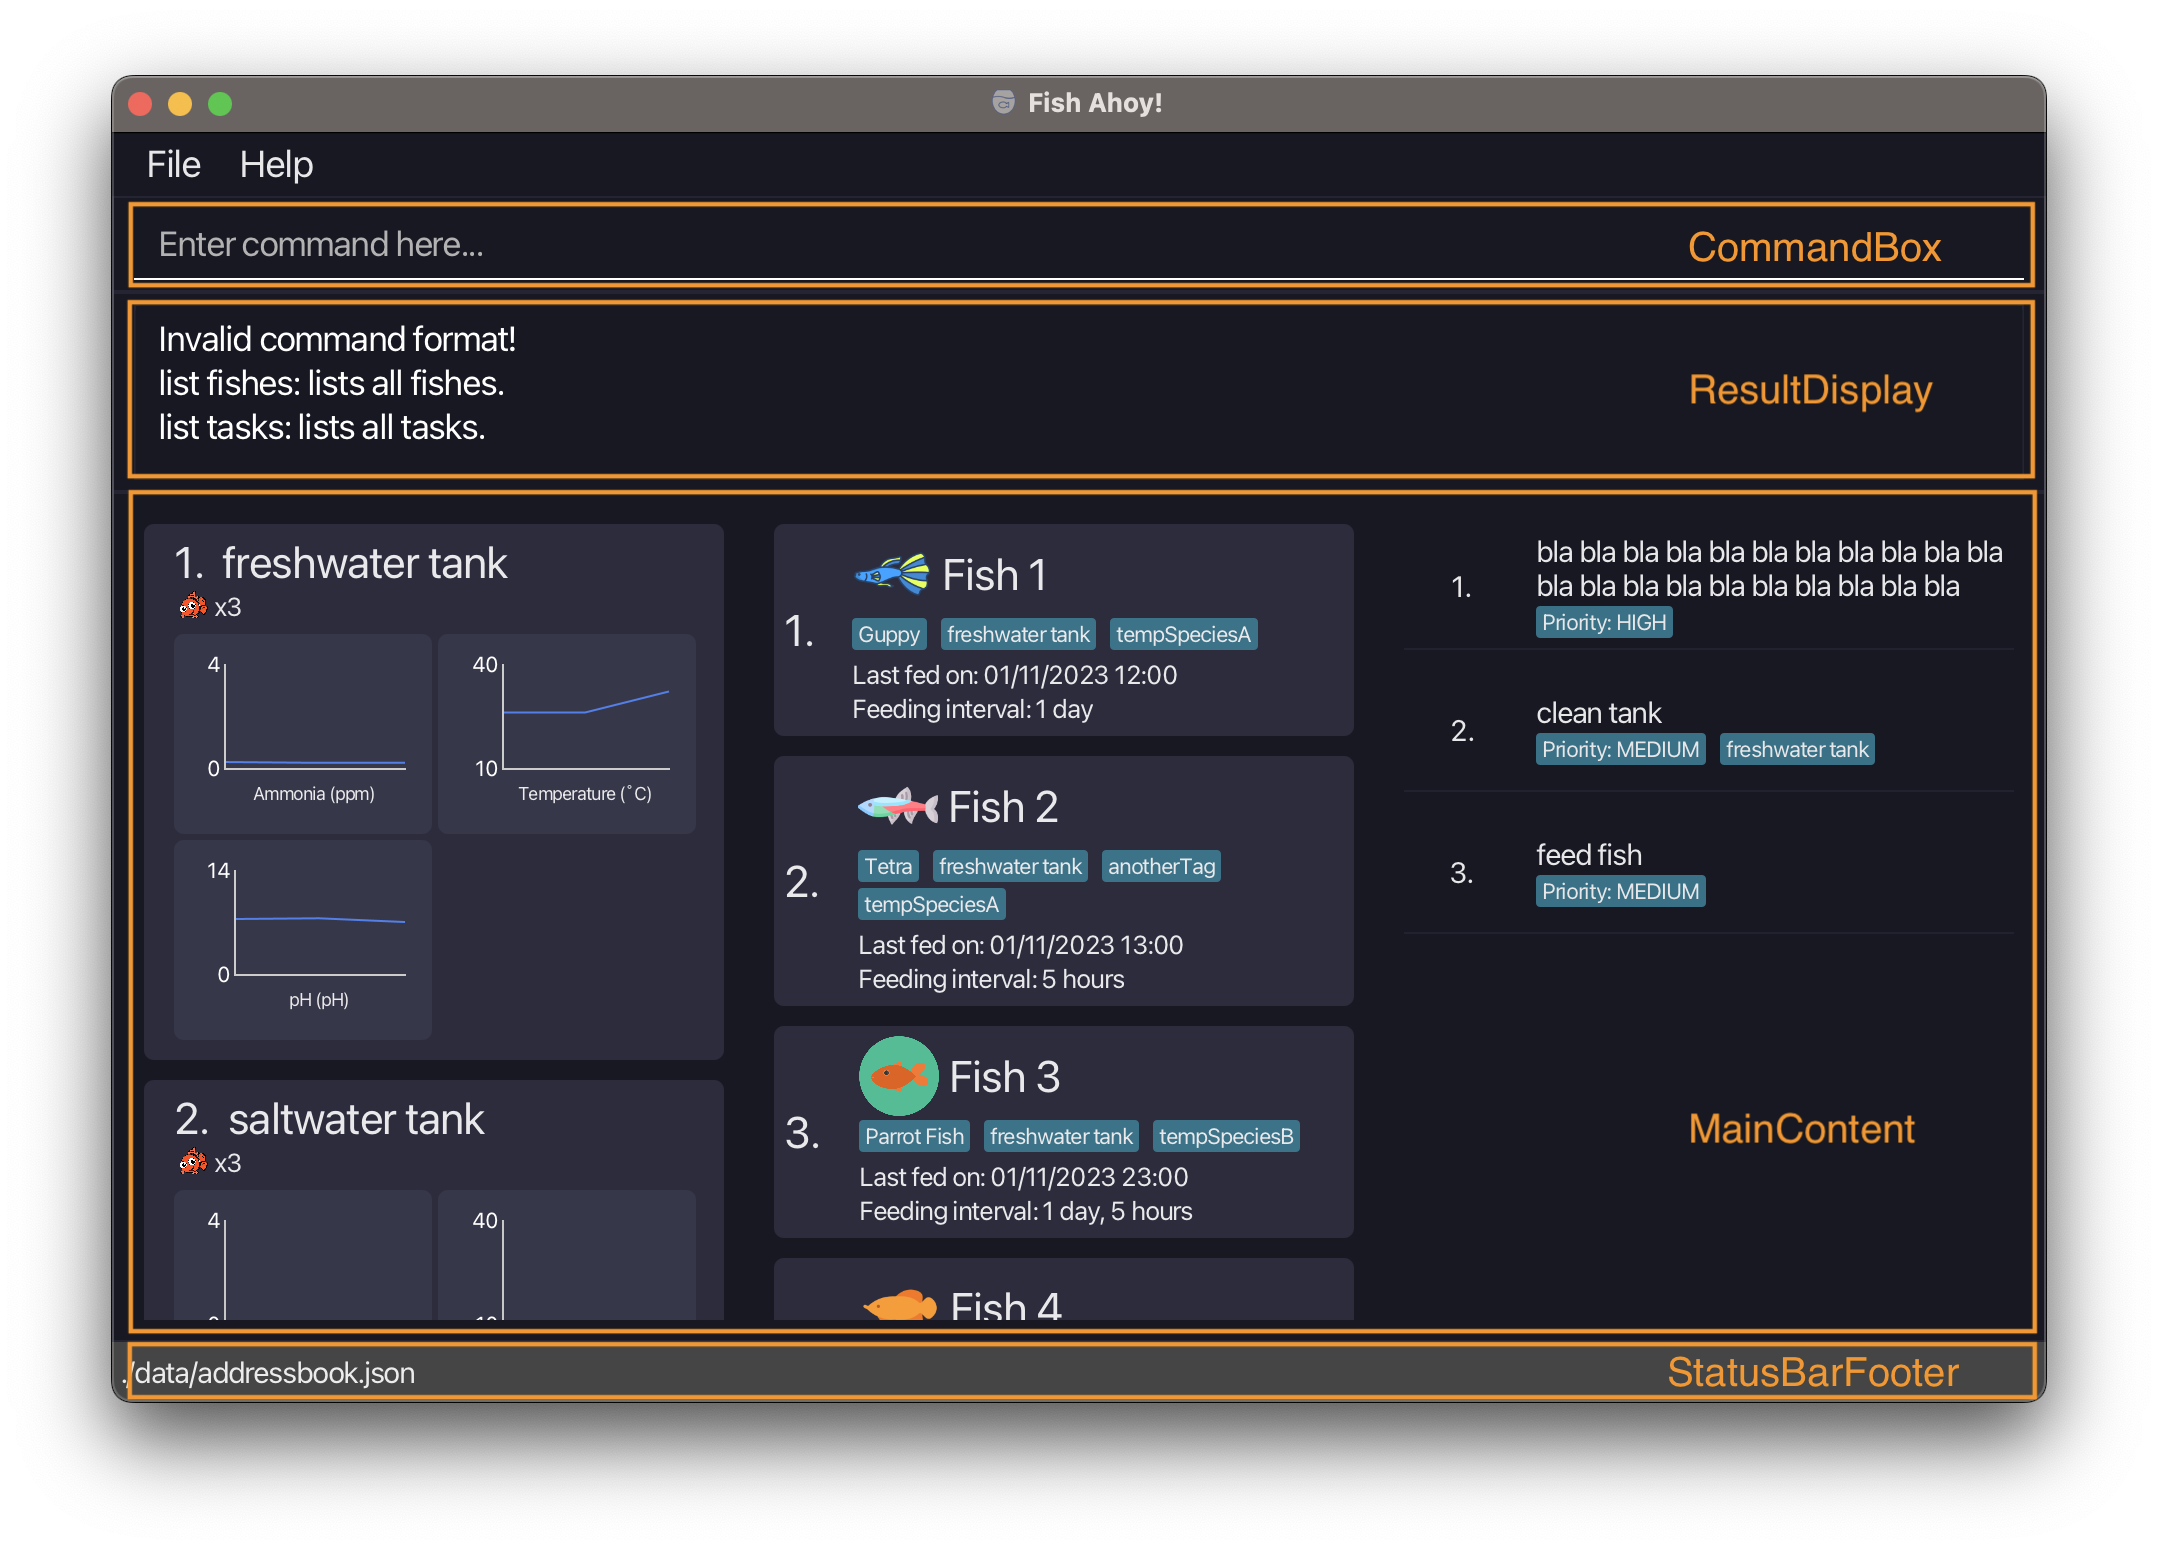 Fish Ahoy!
File Help
Enter command here...
CommandBox
Invalid command format!
list fishes: lists all fishes.
list tasks: lists all tasks.
ResultDisplay
1. freshwater tank
x3
4
0
Ammonia (ppm)
40
10
Temperature (˚C)
14
0
pH (pH)
2. saltwater tank
x3
4
40
1.
Fish 1
Guppy freshwater tank tempSpeciesA
Last fed on: 01/11/2023 12:00
Feeding interval: 1 day
2.
Fish 2
Tetra freshwater tank anotherTag
tempSpeciesA
Last fed on: 01/11/2023 13:00
Feeding interval: 5 hours
3.
Fish 3
Parrot Fish freshwater tank tempSpeciesB
Last fed on: 01/11/2023 23:00
Feeding interval: 1 day, 5 hours
Fish 4
1.
bla bla bla bla bla bla bla bla bla bla bla
bla bla bla bla bla bla bla bla bla bla
Priority: HIGH
2.
clean tank
Priority: MEDIUM freshwater tank
3.
feed fish
Priority: MEDIUM
MainContent
./data/addressbook.json
StatusBarFooter